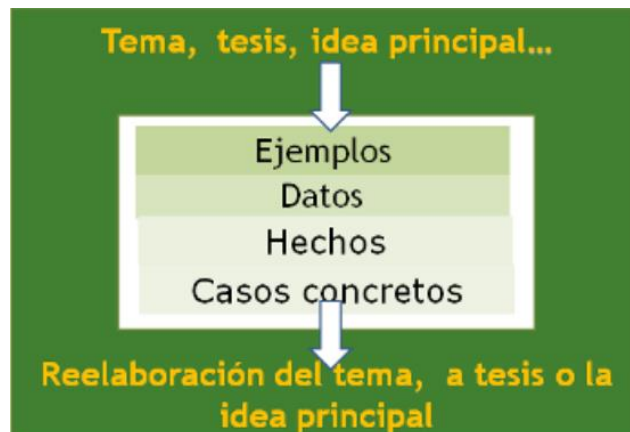 Tema, tesis, idea principal...
Ejemplos
Datos
Hechos
Casos concretos
Reelaboración del tema, a tesis o la
idea principal